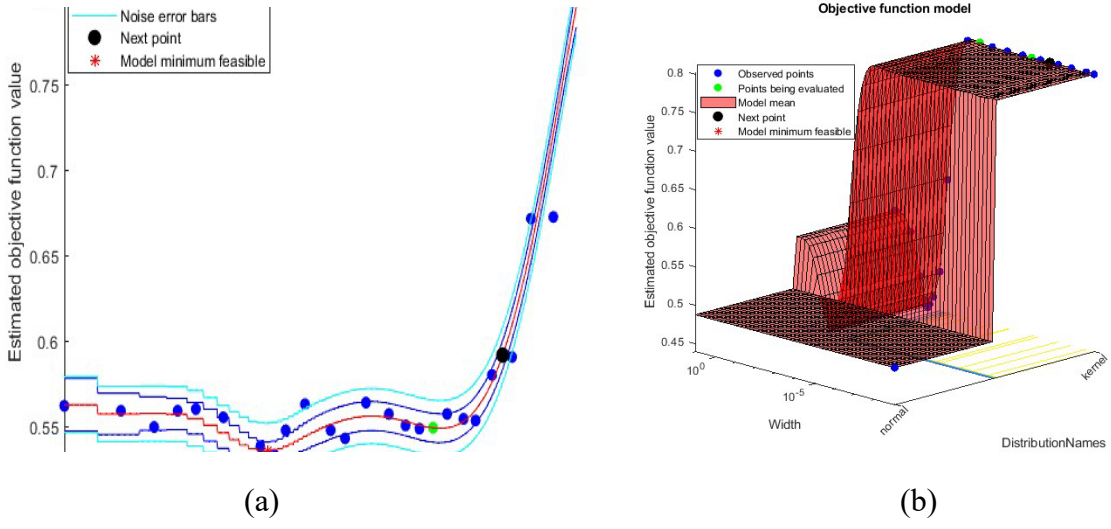 Noise error bars
Next point
Model minimum feasible
Estimated objective function value
0.75
0.7
0.65
0.6
0.55
(a)
Objective function model
Observed points
Points being evaluated
Model mean
Next point
Model minimum feasible
Estimated objective function value
0.8
0.75
0.7
0.65
0.6
0.55
0.5
0.45
10⁰
10⁻⁵
Width
normal
kernel
DistributionNames
(b)